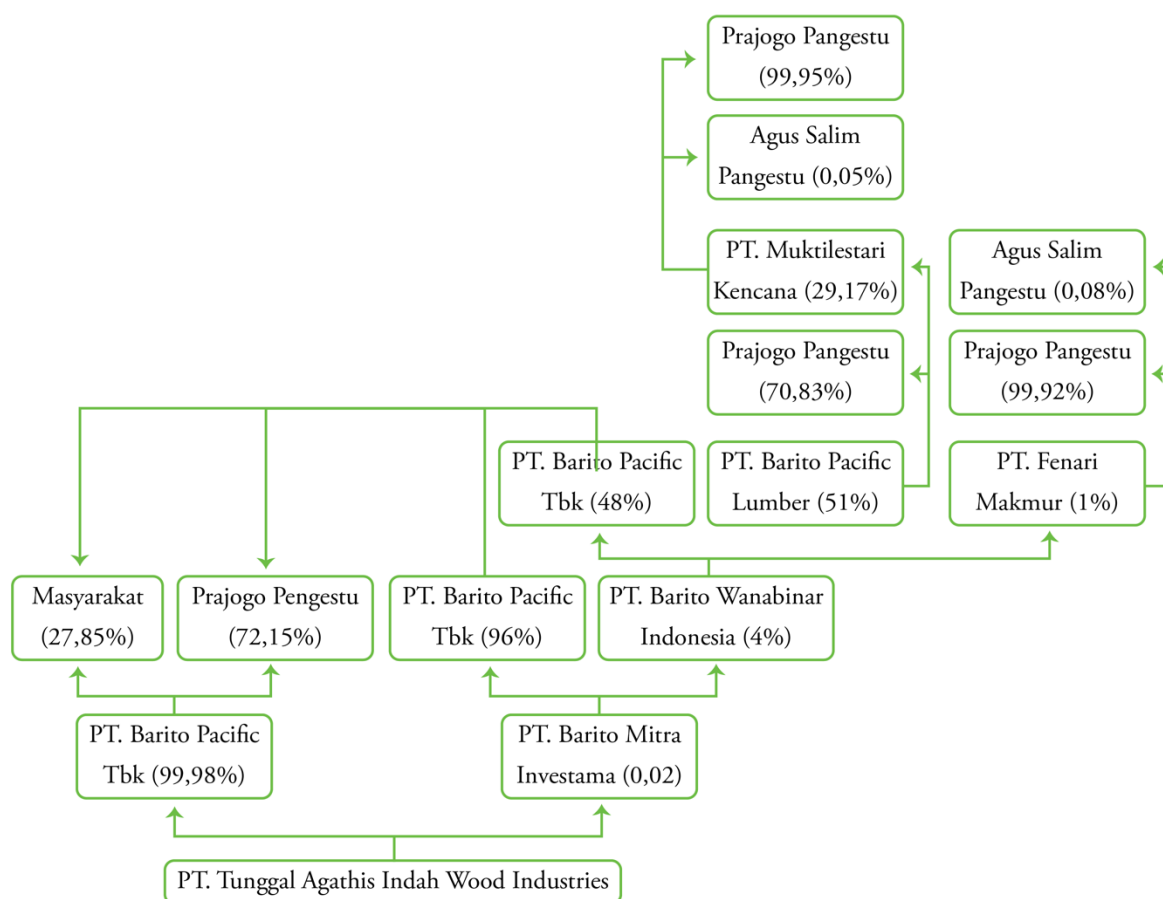 Prajogo Pangestu
(99,95%)
Agus Salim
Pangestu (0,05%)
PT. Muktilestari
Kencana (29,17%)
Agus Salim
Pangestu (0,08%)
Prajogo Pangestu
(70,83%)
Prajogo Pangestu
(99,92%)
PT. Barito Pacific
Tbk (48%)
PT. Barito Pacific
Lumber (51%)
PT. Fenari
Makmur (1%)
Masyarakat
(27,85%)
Prajogo Pengestu
(72,15%)
PT. Barito Pacific
Tbk (96%)
PT. Barito Wanabinar
Indonesia (4%)
PT. Barito Pacific
Tbk (99,98%)
PT. Barito Mitra
Investama (0,02)
PT. Tunggal Agathis Indah Wood Industries